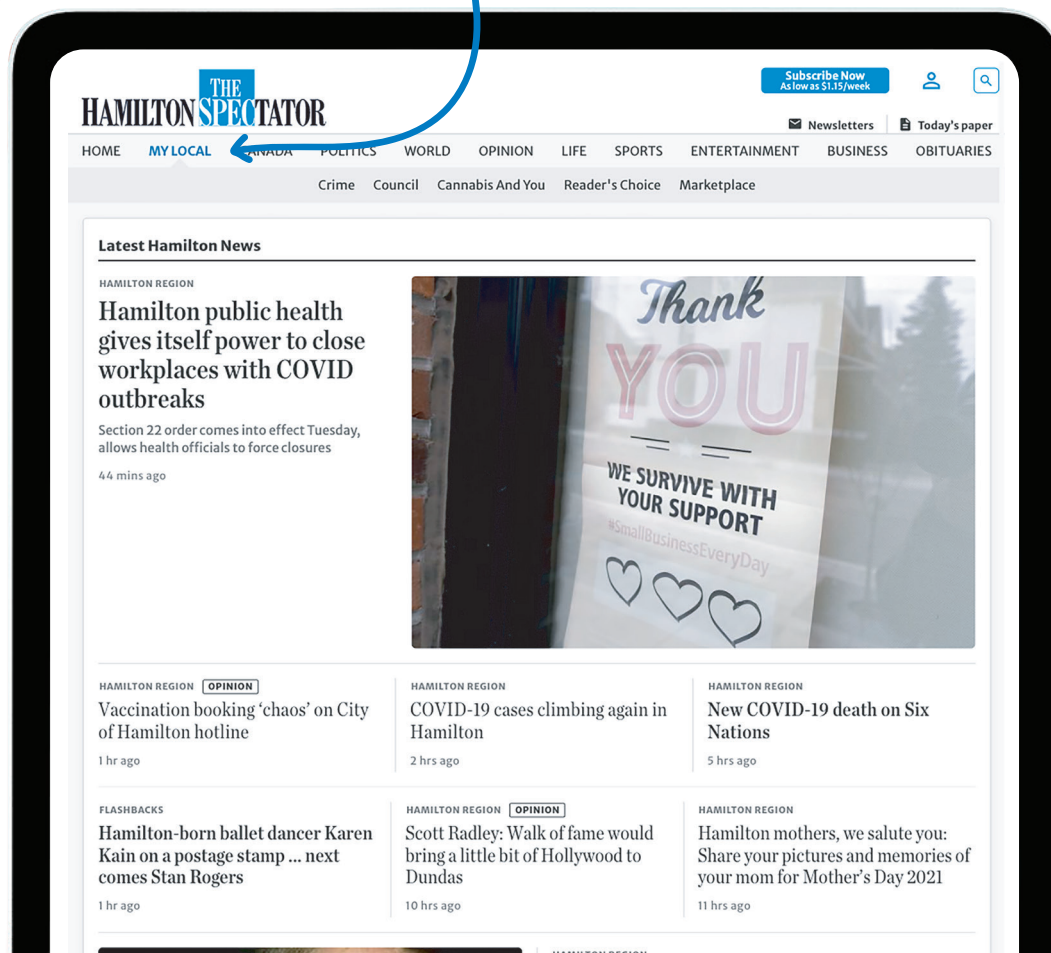 THE
HAMILTON SPECTATOR
Subscribe Now
As low as $1.15/week
Newsletters
Today's paper
HOME MY LOCAL CANADA POLITICS WORLD OPINION LIFE SPORTS ENTERTAINMENT BUSINESS OBITUARIES
Crime Council Cannabis And You Reader's Choice Marketplace
Latest Hamilton News
HAMILTON REGION
Hamilton public health
gives itself power to close
workplaces with COVID
outbreaks
Section 22 order comes into effect Tuesday,
allows health officials to force closures
44 mins ago
Thank
YOU
WE SURVIVE WITH
YOUR SUPPORT
#SmallBusinessEveryDay
HAMILTON REGION OPINION
Vaccination booking ‘chaos’ on City
of Hamilton hotline
1 hr ago
HAMILTON REGION
COVID-19 cases climbing again in
Hamilton
2 hrs ago
HAMILTON REGION
New COVID-19 death on Six
Nations
5 hrs ago
FLASHBACKS
Hamilton-born ballet dancer Karen
Kain on a postage stamp ... next
comes Stan Rogers
1 hr ago
HAMILTON REGION OPINION
Scott Radley: Walk of fame would
bring a little bit of Hollywood to
Dundas
10 hrs ago
HAMILTON REGION
Hamilton mothers, we salute you:
Share your pictures and memories of
your mom for Mother’s Day 2021
11 hrs ago
HAMILTON REGION